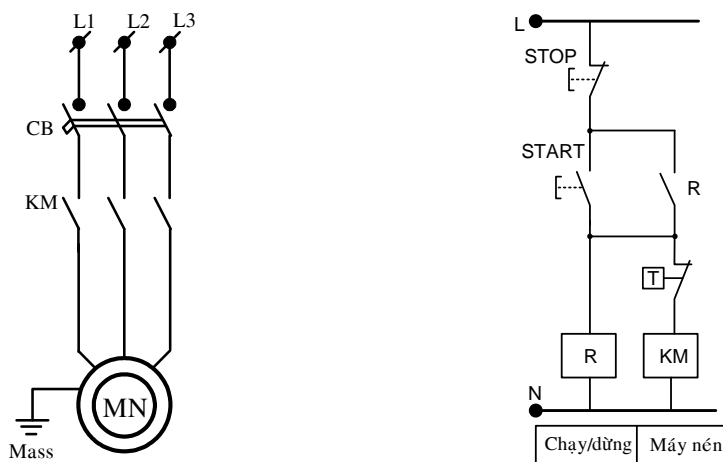 L1 L2 L3
CB
KM
MN
Mass
L
STOP
START
R
T
R KM
N
Chạy/dừng Máy nén